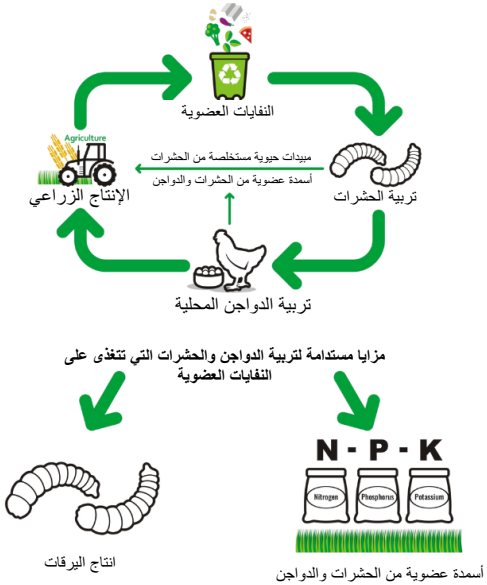 النفايات العضوية
Agriculture
مبيدات حيوية مستخلصة من الحشرات
أسمدة عضوية من الحشرات والدواجن
تربية الحشرات
الإنتاج الزراعي
تربية الدواجن المحلية
مزايا مستدامة لتربية الدواجن والحشرات التي تتغذى على
النفايات العضوية
N - P - K
Nitrogen
Phosphorus
Potassium
انتاج اليرقات
أسمدة عضوية من الحشرات والدواجن